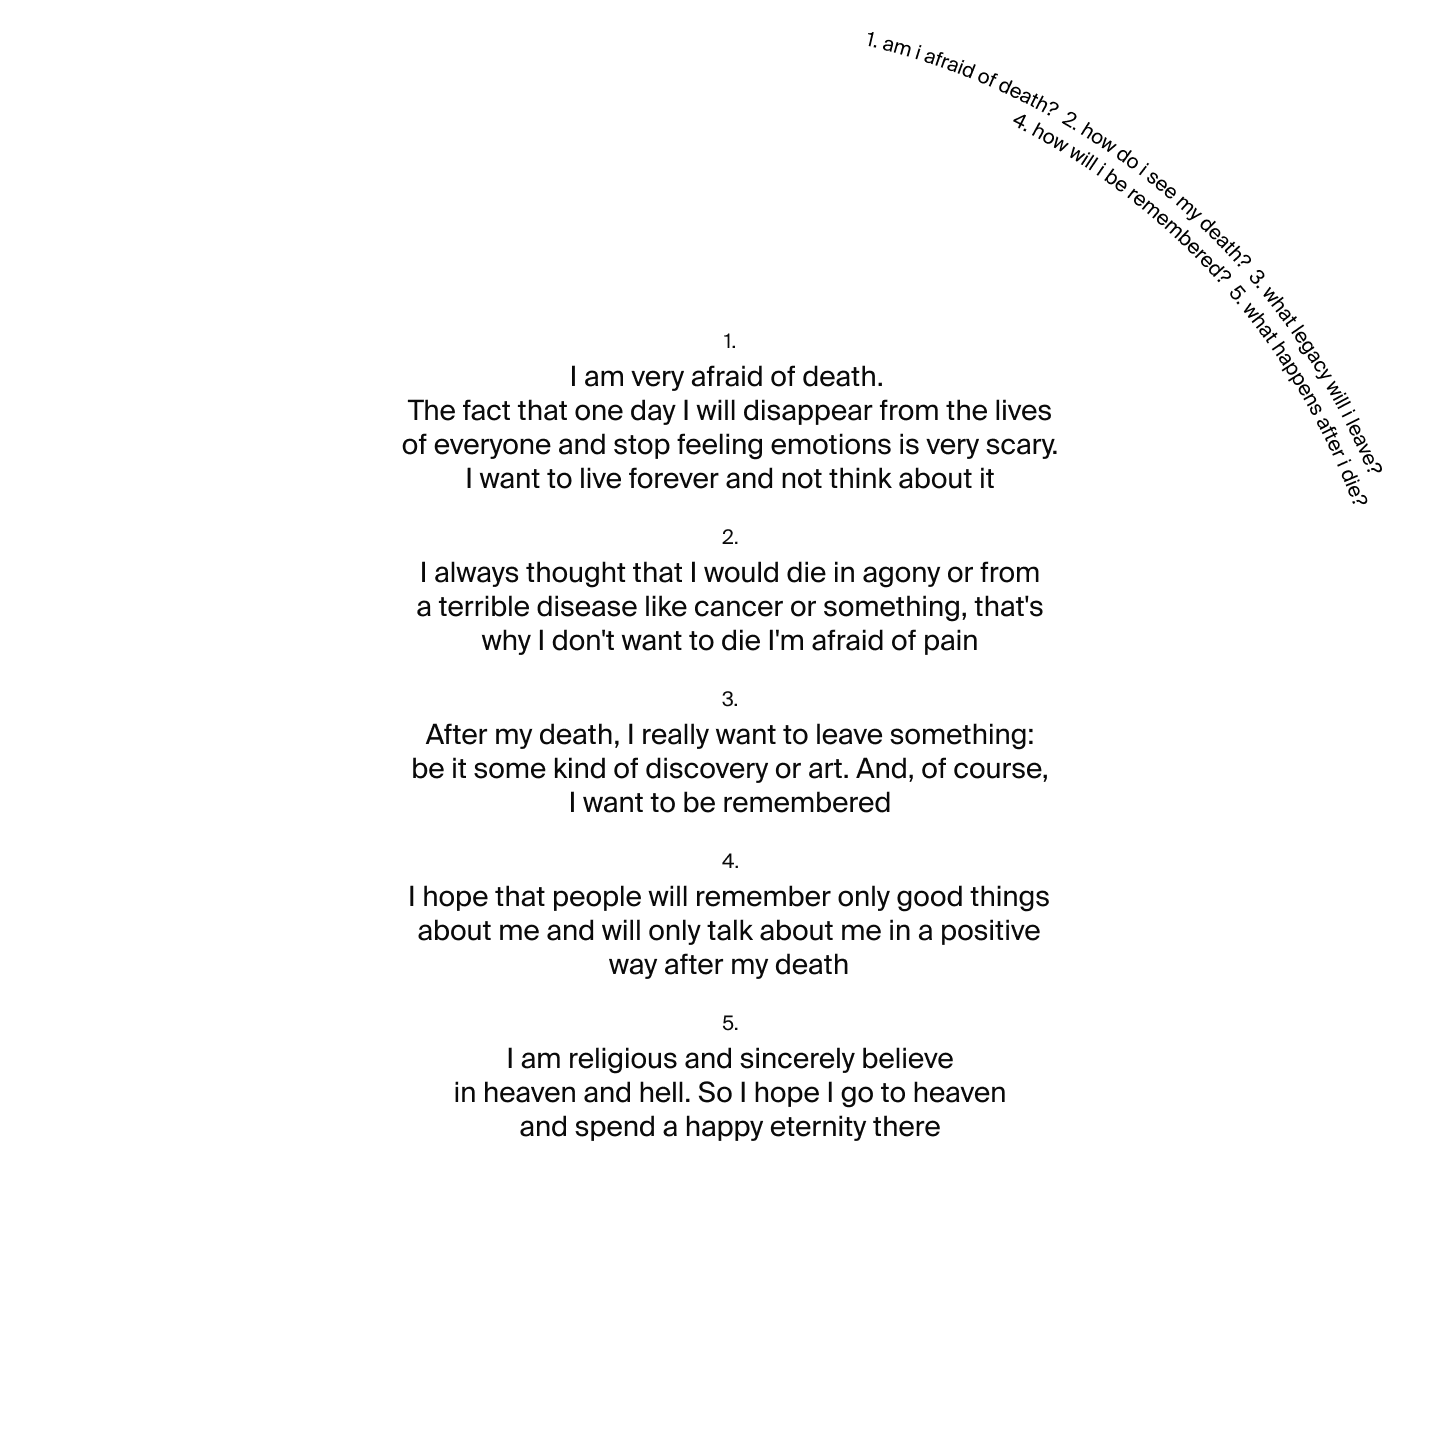 1. am i afraid of death? 2. how do i see my death? 3. what legacy will i leave?
4. how will i be remembered? 5. what happens after i die?
1.
I am very afraid of death.
The fact that one day I will disappear from the lives
of everyone and stop feeling emotions is very scary.
I want to live forever and not think about it
2.
I always thought that I would die in agony or from
a terrible disease like cancer or something, that's
why I don't want to die I'm afraid of pain
3.
After my death, I really want to leave something:
be it some kind of discovery or art. And, of course,
I want to be remembered
4.
I hope that people will remember only good things
about me and will only talk about me in a positive
way after my death
5.
I am religious and sincerely believe
in heaven and hell. So I hope I go to heaven
and spend a happy eternity there